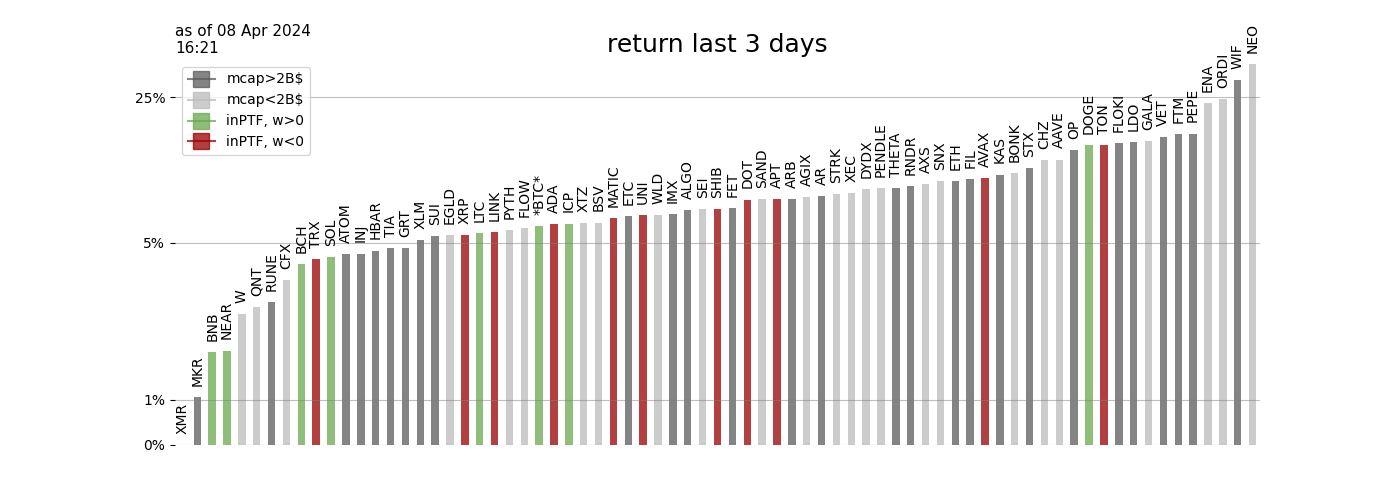 as of 08 Apr 2024
16:21
return last 3 days
mcap>2B$
mcap<2B$
inPTF, w>0
inPTF, w<0
25%
5%
1%
0%
XMR
MKR
BNB
NEAR
W
QNT
RUNE
CFX
BCH
TRX
SOL
ATOM
INJ
HBAR
TIA
GRT
XLM
SUI
EGLD
XRP
LTC
LINK
PYTH
FLOW
*BTC*
ADA
ICP
XTZ
BSV
MATIC
ETC
UNI
WLD
IMX
ALGO
SEI
SHIB
FET
DOT
SAND
APT
ARB
AGIX
AR
STRK
XEC
DYDX
PENDLE
THETA
RNDR
AXS
SNX
ETH
FIL
AVAX
KAS
BONK
STX
CHZ
AAVE
OP
DOGE
TON
FLOKI
LDO
GALA
VET
FTM
PEPE
ENA
ORDI
WIF
NEO